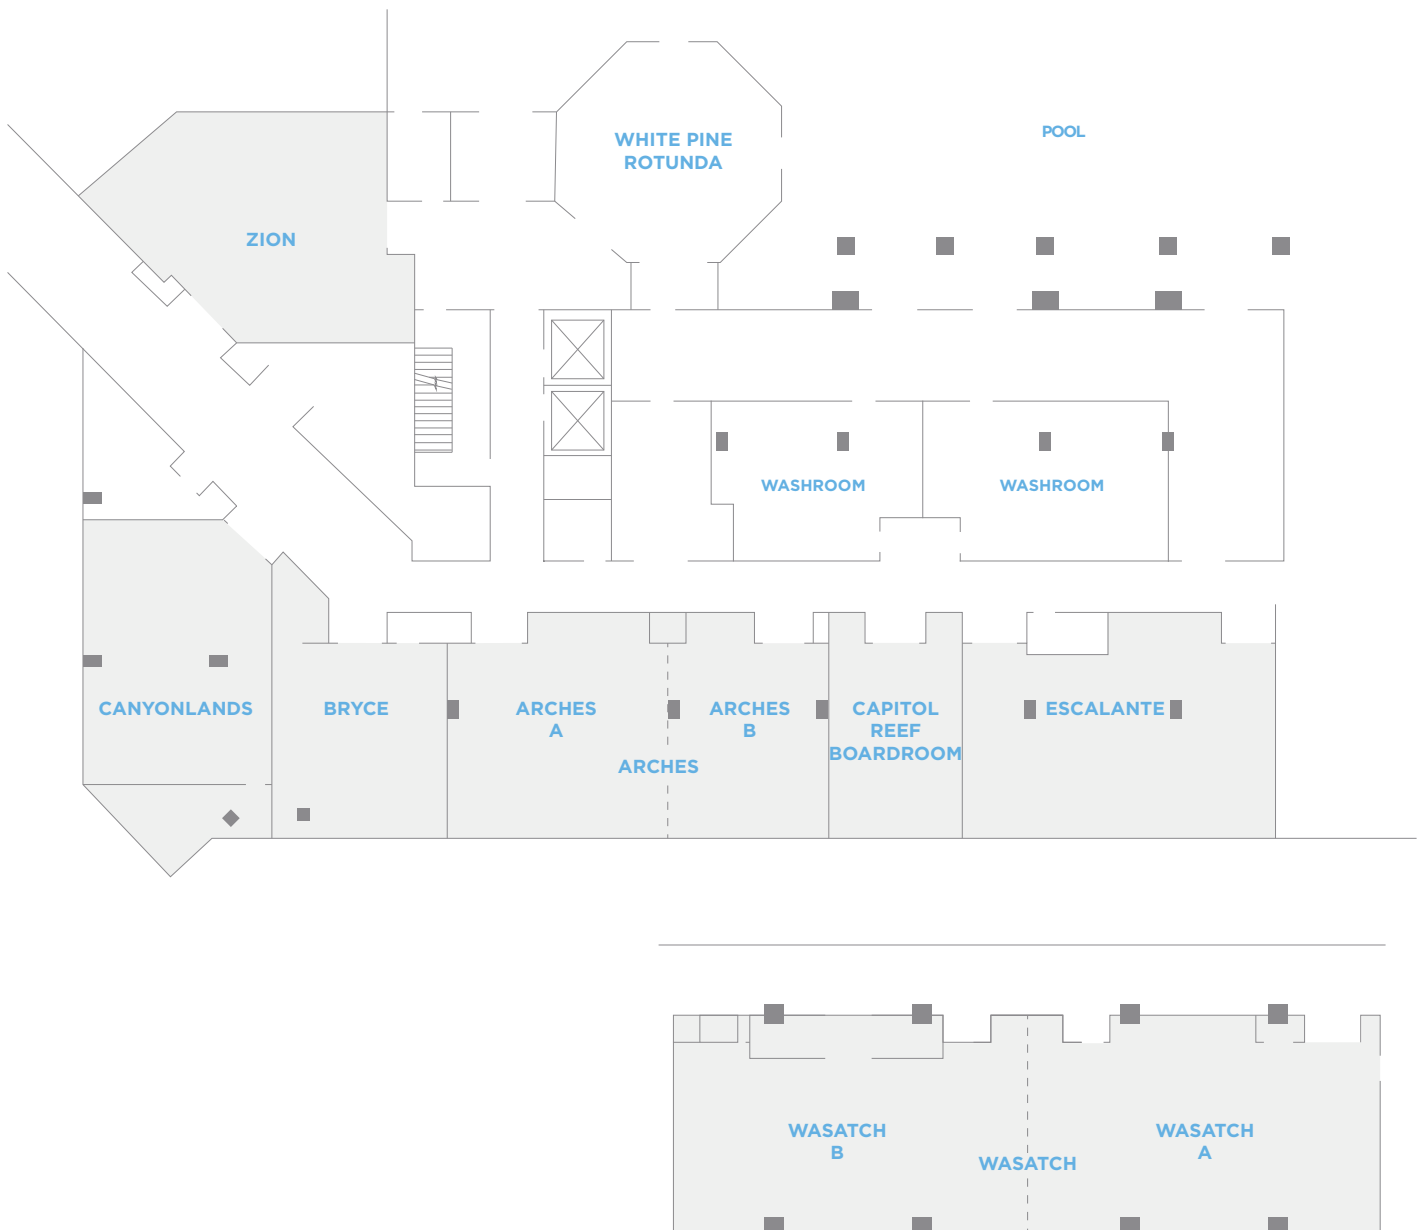 POOL
WHITE PINE
ROTUNDA
ZION
WASHROOM
WASHROOM
CANYONLANDS
BRYCE
ARCHES
A
ARCHES
B
ARCHES
CAPITOL
REEF
BOARDROOM
ESCALANTE
WASATCH
B
WASATCH
WASATCH
A